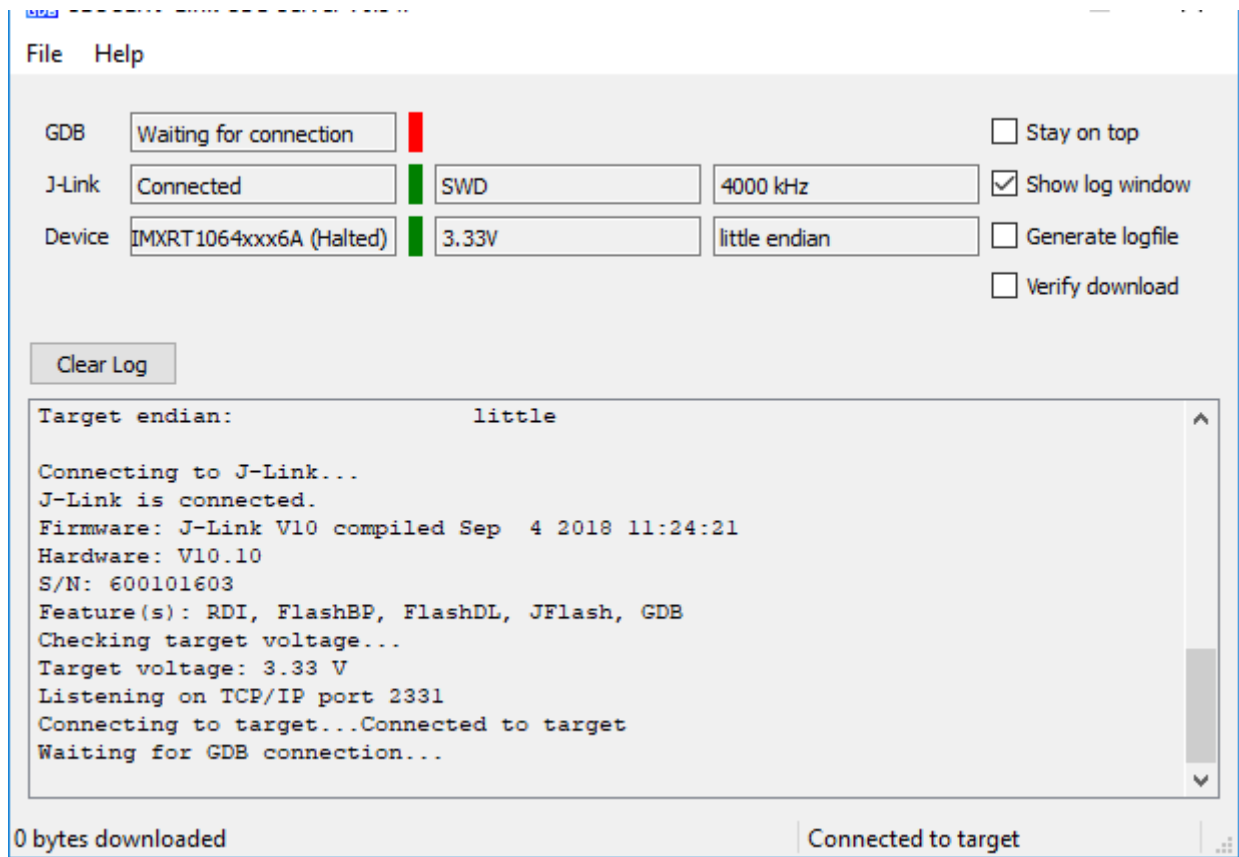 File Help
GDB Waiting for connection Stay on top
J-Link Connected SWD 4000 kHz Show log window
Device IMXRT1064xxx6A (Halted) 3.33V little endian Generate logfile
Verify download
Clear Log
Target endian: little
Connecting to J-Link...
J-Link is connected.
Firmware: J-Link V10 compiled Sep  4 2018 11:24:21
Hardware: V10.10
S/N: 600101603
Feature(s): RDI, FlashBP, FlashDL, JFlash, GDB
Checking target voltage...
Target voltage: 3.33 V
Listening on TCP/IP port 2331
Connecting to target...Connected to target
Waiting for GDB connection...
0 bytes downloaded Connected to target